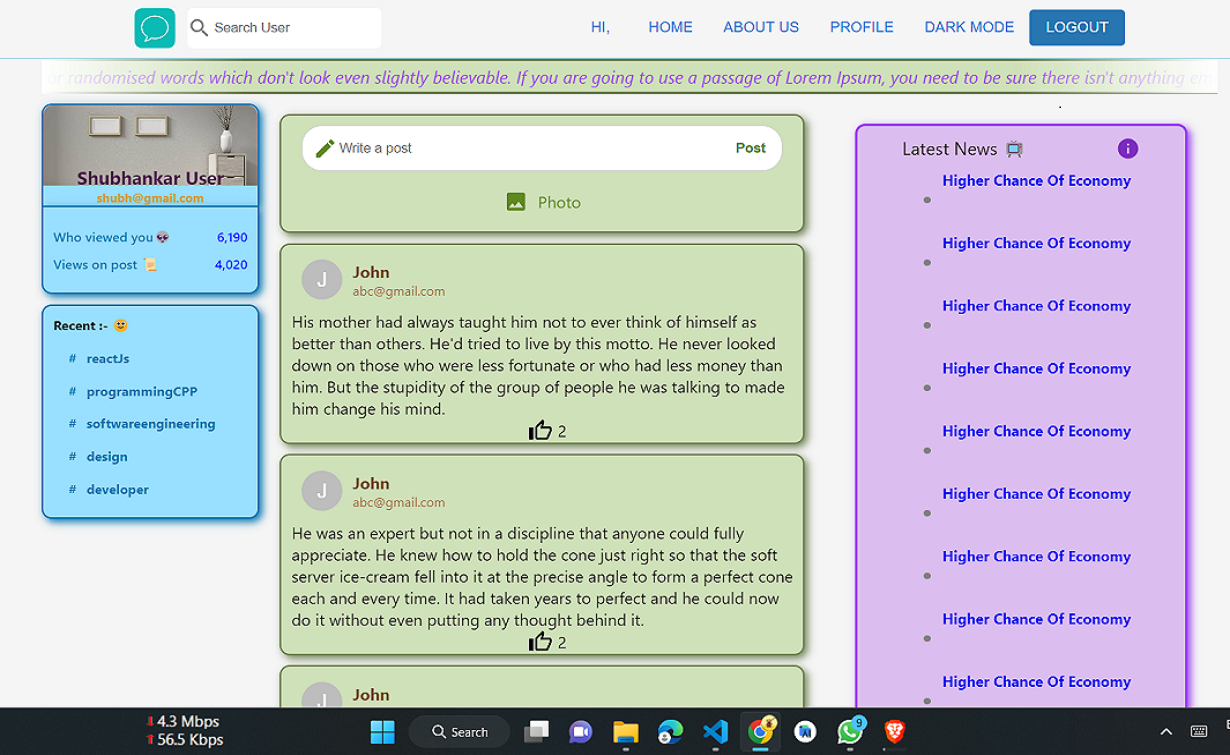 Search User
HI,
HOME
ABOUT US
PROFILE
DARK MODE
LOGOUT
or randomised words which don't look even slightly believable. If you are going to use a passage of Lorem Ipsum, you need to be sure there isn't anything em
Shubhankar User
shubh@gmail.com
Who viewed you 👽 6,190
Views on post 📜 4,020
Recent :- 🙂
# reactJs
# programmingCPP
# softwareengineering
# design
# developer
Write a post
Post
Photo
J
John
abc@gmail.com
His mother had always taught him not to ever think of himself as
better than others. He'd tried to live by this motto. He never looked
down on those who were less fortunate or who had less money than
him. But the stupidity of the group of people he was talking to made
him change his mind.
2
J
John
abc@gmail.com
He was an expert but not in a discipline that anyone could fully
appreciate. He knew how to hold the cone just right so that the soft
server ice-cream fell into it at the precise angle to form a perfect cone
each and every time. It had taken years to perfect and he could now
do it without even putting any thought behind it.
2
J
John
.
Latest News 📺
Higher Chance Of Economy
Higher Chance Of Economy
Higher Chance Of Economy
Higher Chance Of Economy
Higher Chance Of Economy
Higher Chance Of Economy
Higher Chance Of Economy
Higher Chance Of Economy
Higher Chance Of Economy
4.3 Mbps
56.5 Kbps
Search
9